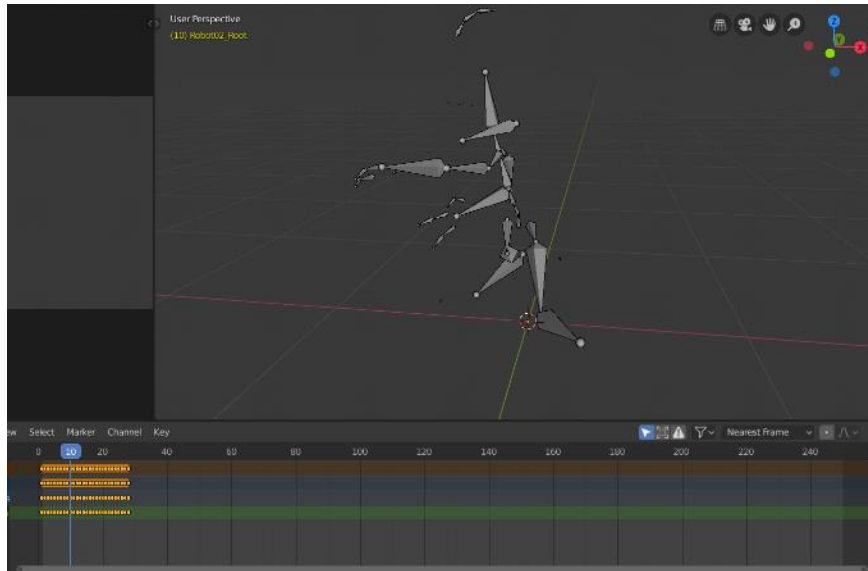 User Perspective
(10) Robot02_Root
Z
Y
X
Select Marker Channel Key
Nearest Frame
0 10 20 40 60 80 100 120 140 160 180 200 220 240